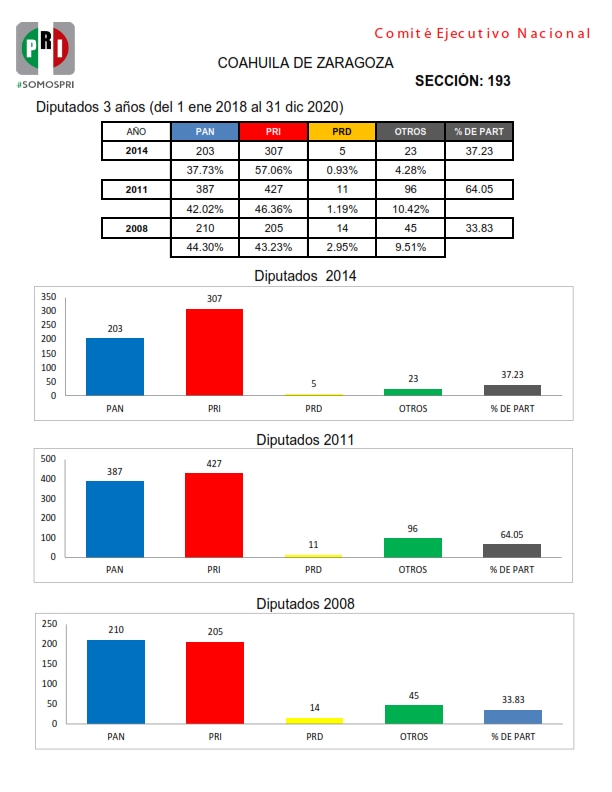 PRI
#SOMOSPRI
Comité Ejecutivo Nacional
COAHUILA DE ZARAGOZA
SECCIÓN: 193
Diputados 3 años (del 1 ene 2018 al 31 dic 2020)
AÑO PAN PRI PRD OTROS % DE PART
2014 203 307 5 23 37.23
37.73% 57.06% 0.93% 4.28%
2011 387 427 11 96 64.05
42.02% 46.36% 1.19% 10.42%
2008 210 205 14 45 33.83
44.30% 43.23% 2.95% 9.51%
Diputados 2014
350
300
250
200
150
100
50
0
203 307 5 23 37.23
PAN PRI PRD OTROS % DE PART
Diputados 2011
500
400
300
200
100
0
387 427 11 96 64.05
PAN PRI PRD OTROS % DE PART
Diputados 2008
250
200
150
100
50
0
210 205 14 45 33.83
PAN PRI PRD OTROS % DE PART